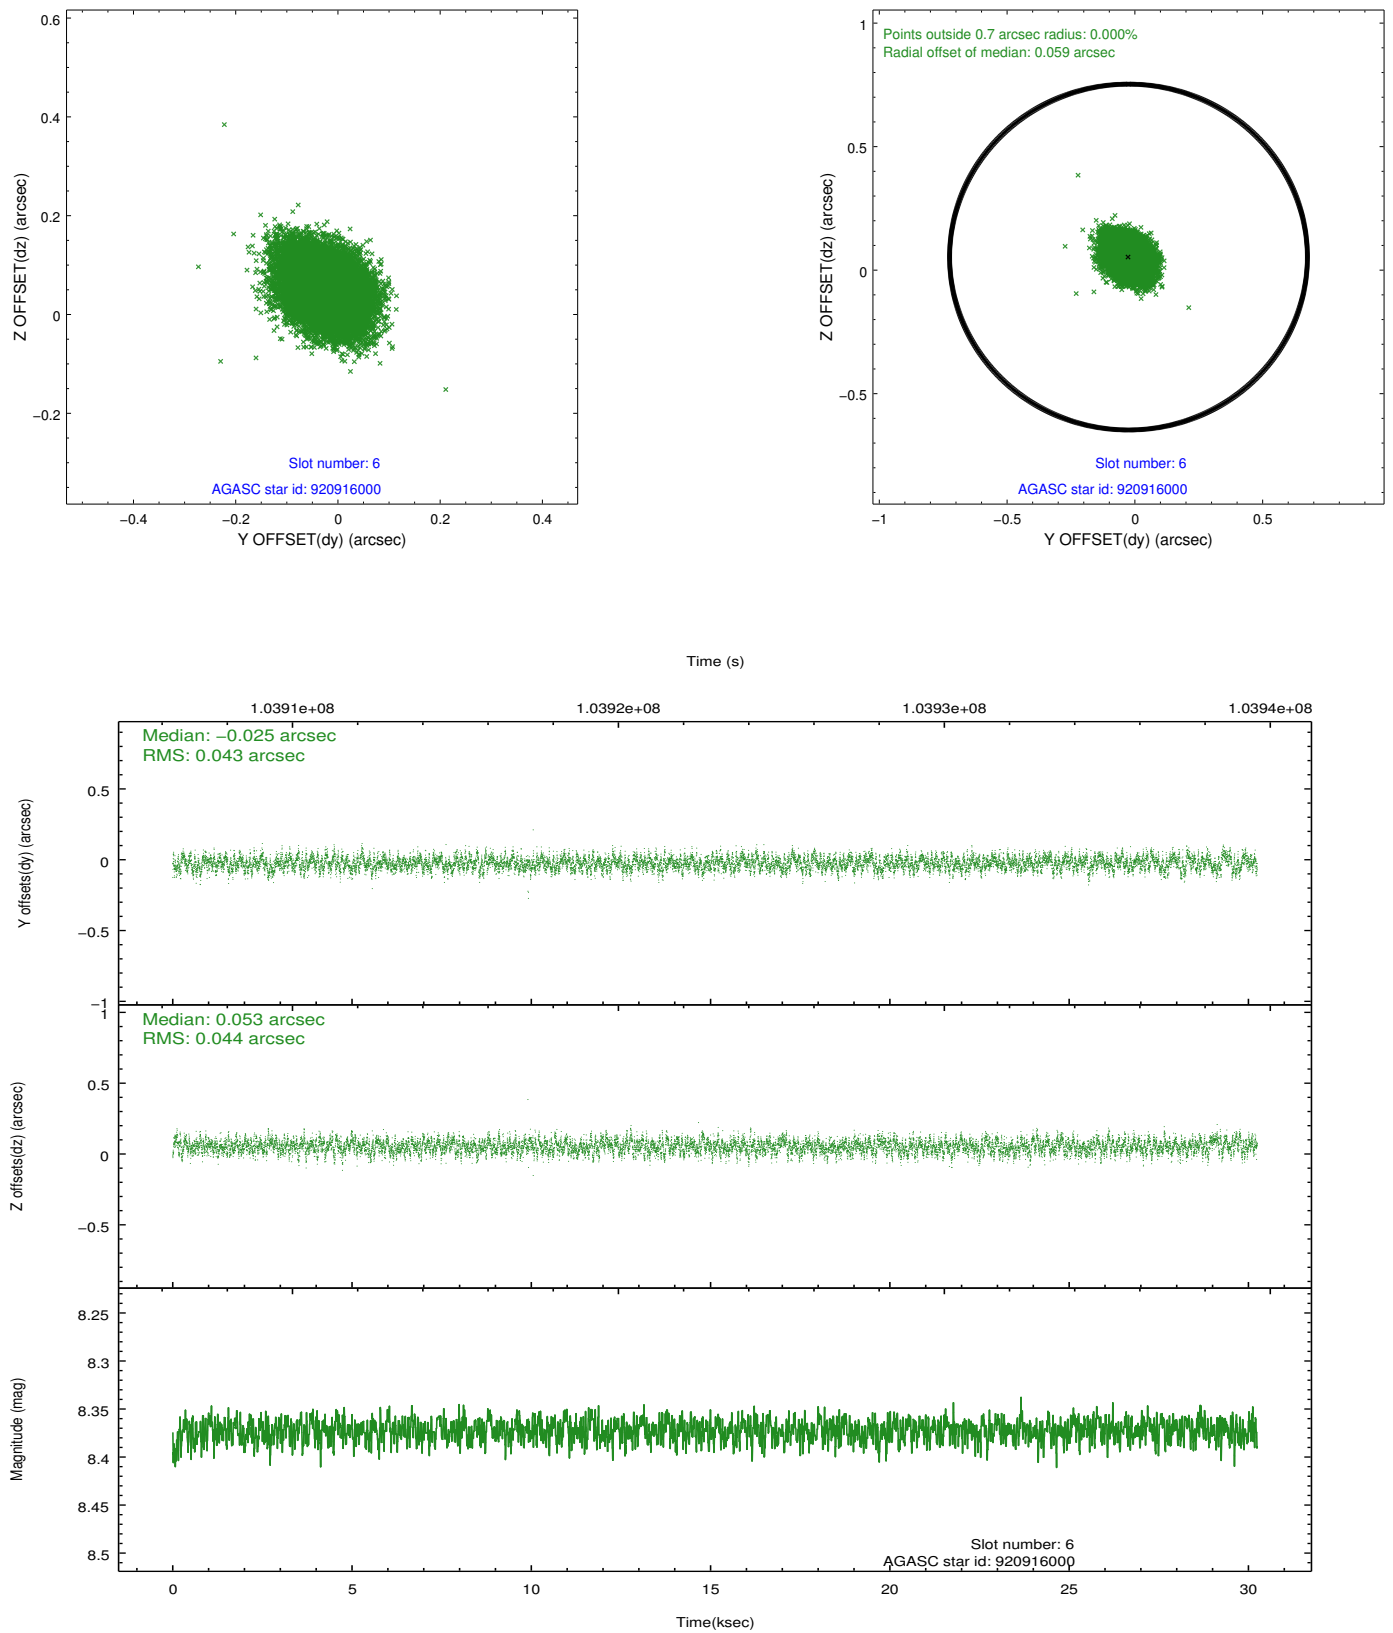 0.6
0.4
0.2
0
−0.2
Z OFFSET(dz) (arcsec)
Slot number: 6
AGASC star id: 920916000
−0.4 −0.2 0 0.2 0.4
Y OFFSET(dy) (arcsec)
Points outside 0.7 arcsec radius: 0.000%
Radial offset of median: 0.059 arcsec
1
0.5
0
−0.5
Z OFFSET(dz) (arcsec)
Slot number: 6
AGASC star id: 920916000
−1 −0.5 0 0.5
Y OFFSET(dy) (arcsec)
Time (s)
1.0391e+08 1.0392e+08 1.0393e+08 1.0394e+08
Median: −0.025 arcsec
RMS: 0.043 arcsec
0.5
0
−0.5
−1
Y offsets(dy) (arcsec)
Median: 0.053 arcsec
RMS: 0.044 arcsec
1
0.5
0
−0.5
Z offsets(dz) (arcsec)
8.25
8.3
8.35
8.4
8.45
8.5
Magnitude (mag)
Slot number: 6
AGASC star id: 920916000
0 5 10 15 20 25 30
Time(ksec)